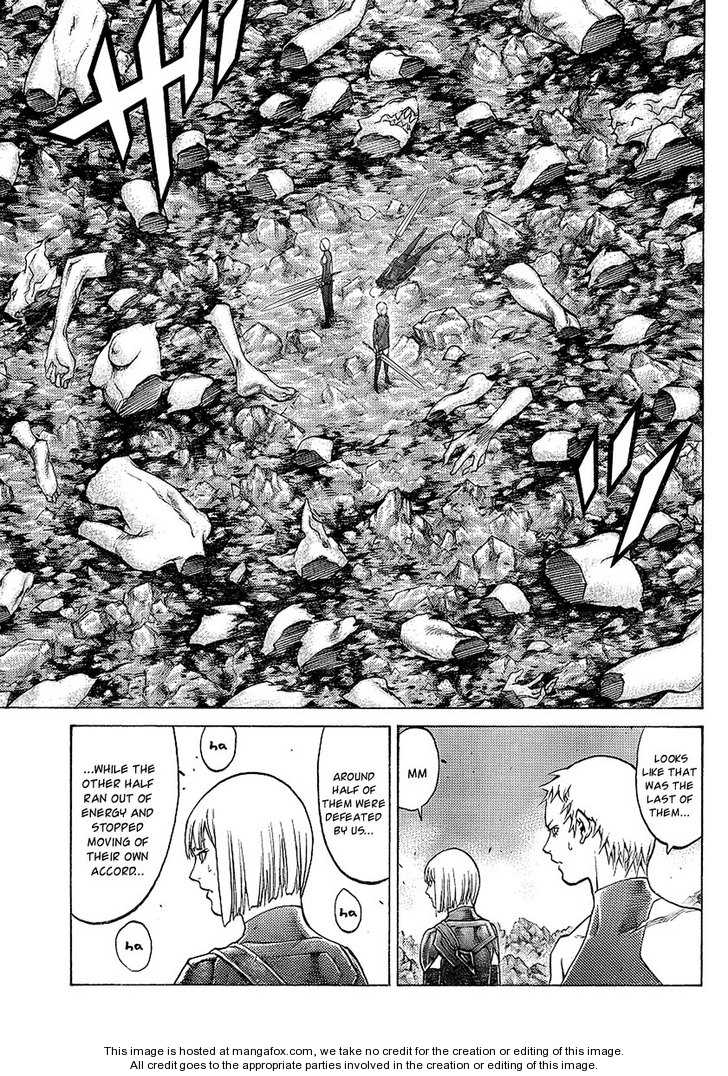 LOOKS
LIKE THAT
WAS THE
LAST OF
THEM...
MM
AROUND
HALF OF
THEM WERE
DEFEATED
BY US...
ha
ha
ha
...WHILE THE
OTHER HALF
RAN OUT OF
ENERGY AND
STOPPED
MOVING OF
THEIR OWN
ACCORD...
This image is hosted at mangafox.com, we take no credit for the creation or editing of this image.
All credit goes to the appropriate parties involved in the creation or editing of this image.